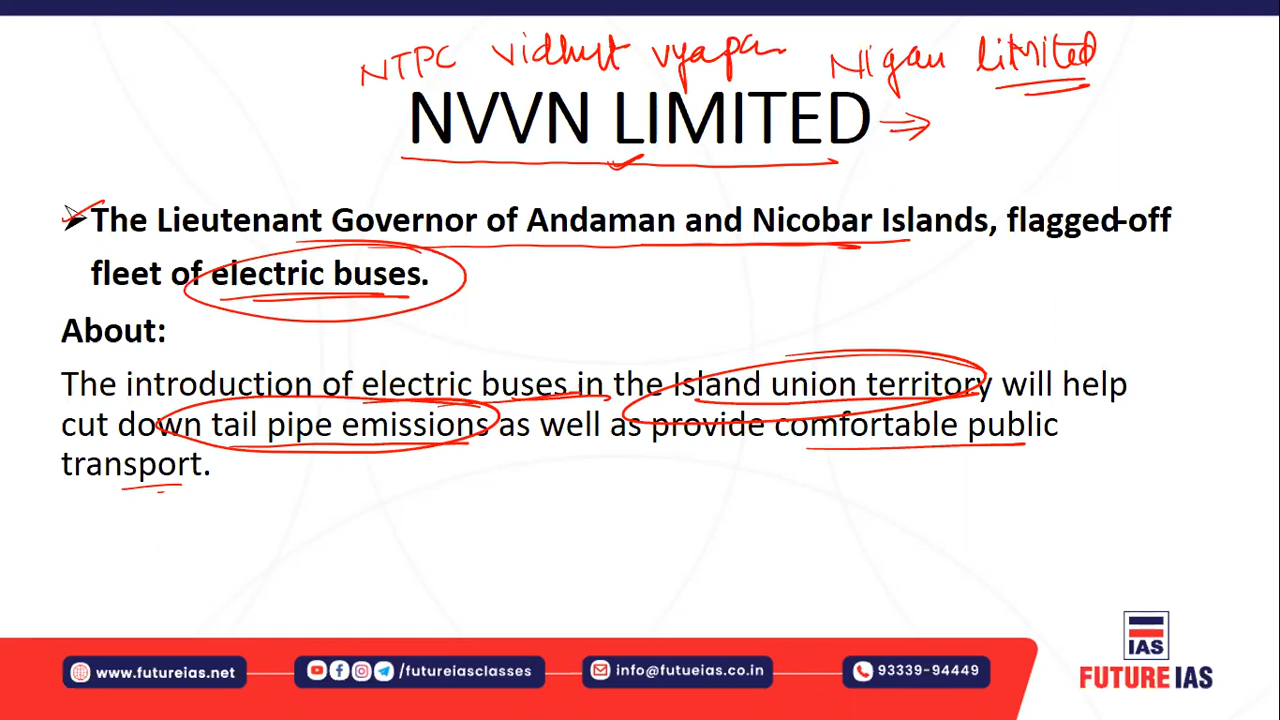 NTPC vidhyut vyapar Nigam limited
NVVN LIMITED
The Lieutenant Governor of Andaman and Nicobar Islands, flagged-off
fleet of electric buses.
About:
The introduction of electric buses in the Island union territory will help
cut down tail pipe emissions as well as provide comfortable public
transport.
IAS
www.futureias.net
/futureiasclasses
info@futueias.co.in
93339-94449
FUTURE IAS